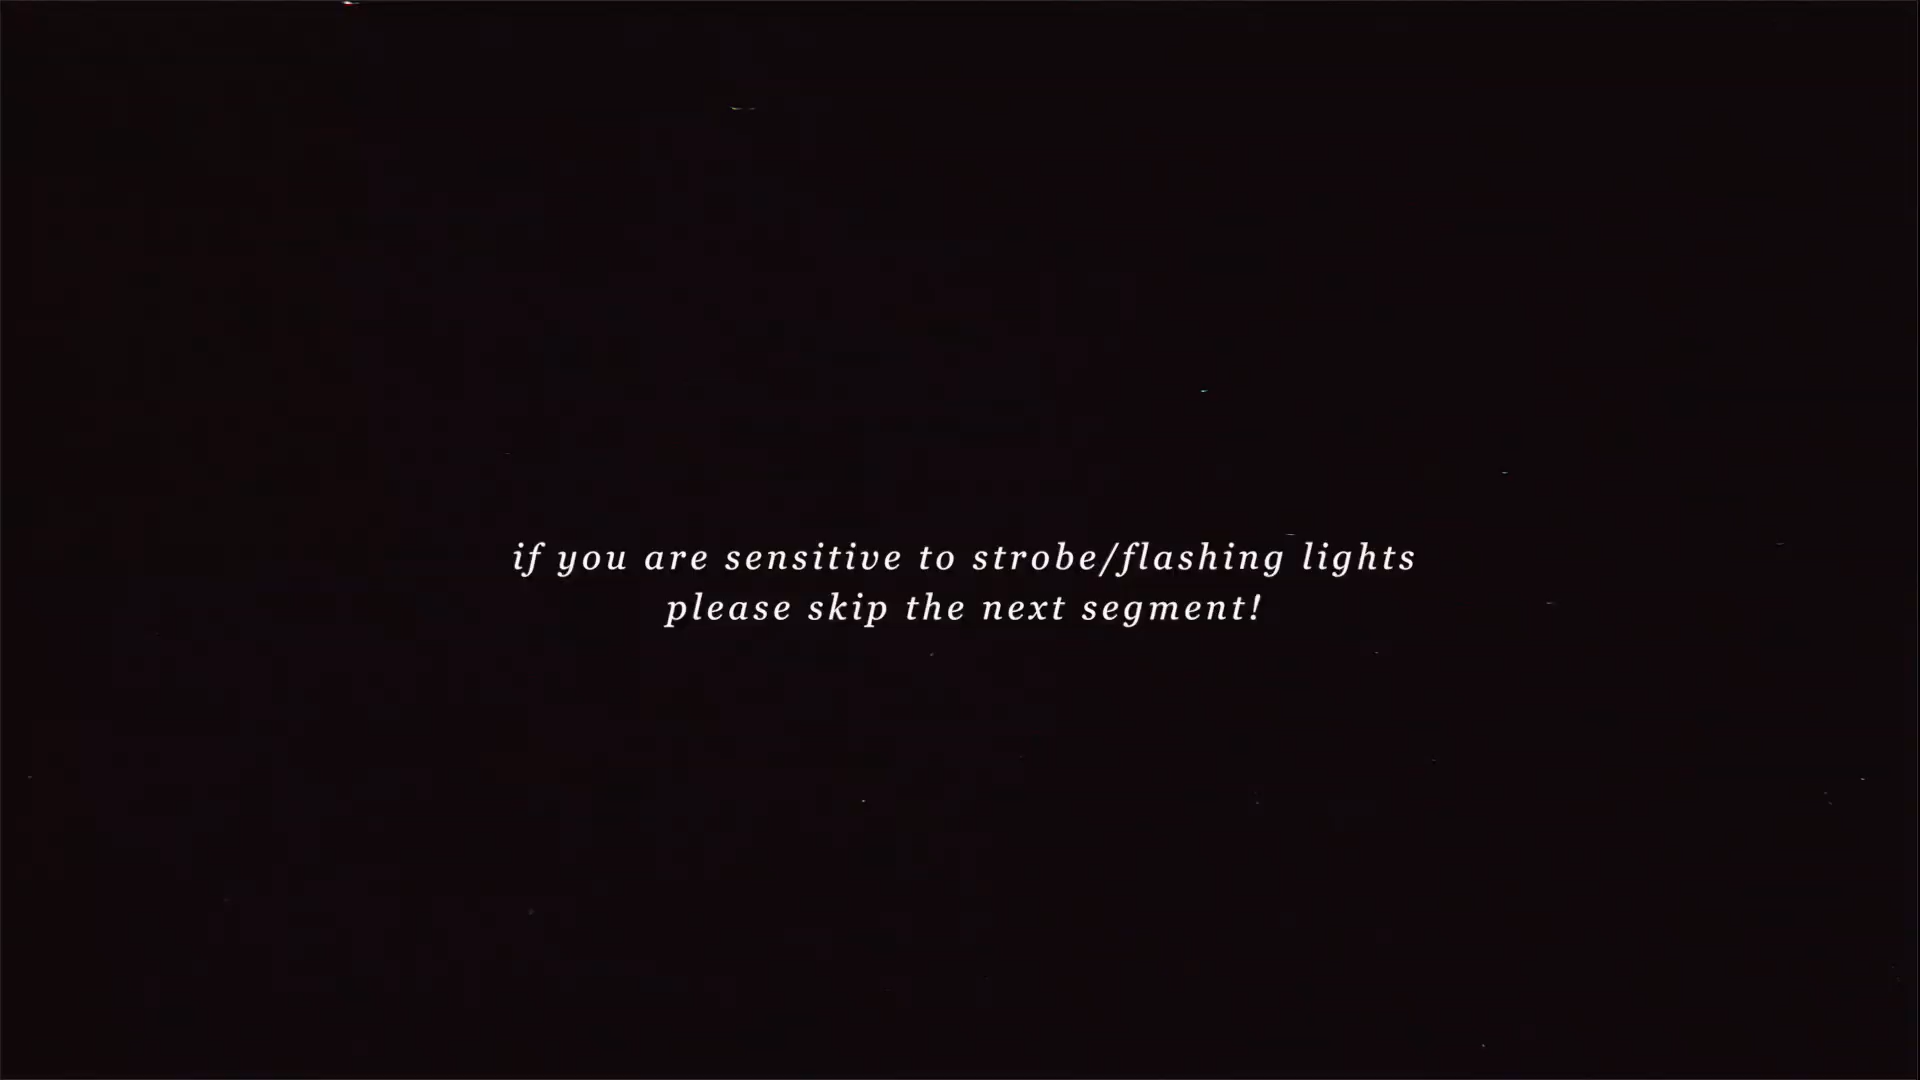 if you are sensitive to strobe/flashing lights
please skip the next segment!